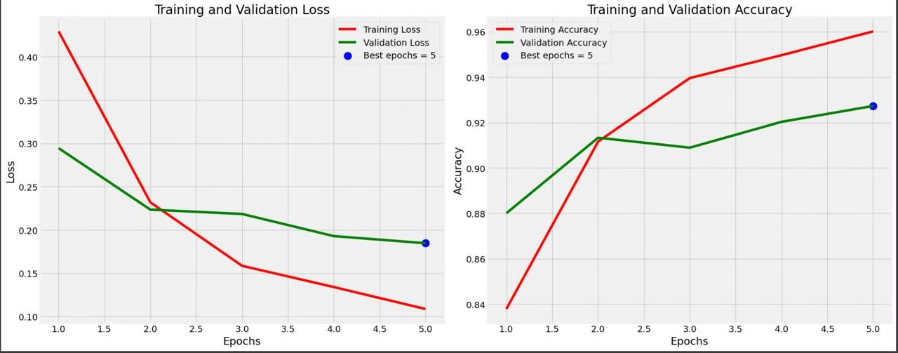 Training and Validation Loss
Training Loss
Validation Loss
Best epochs = 5
Loss
0.40
0.35
0.30
0.25
0.20
0.15
0.10
1.0 1.5 2.0 2.5 3.0 3.5 4.0 4.5 5.0
Epochs
Training and Validation Accuracy
Training Accuracy
Validation Accuracy
Best epochs = 5
Accuracy
0.96
0.94
0.92
0.90
0.88
0.86
0.84
1.0 1.5 2.0 2.5 3.0 3.5 4.0 4.5 5.0
Epochs